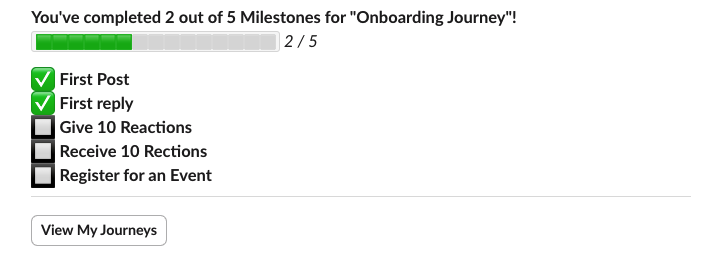 You've completed 2 out of 5 Milestones for "Onboarding Journey"!
2 / 5
First Post
First reply
Give 10 Reactions
Receive 10 Rections
Register for an Event
View My Journeys